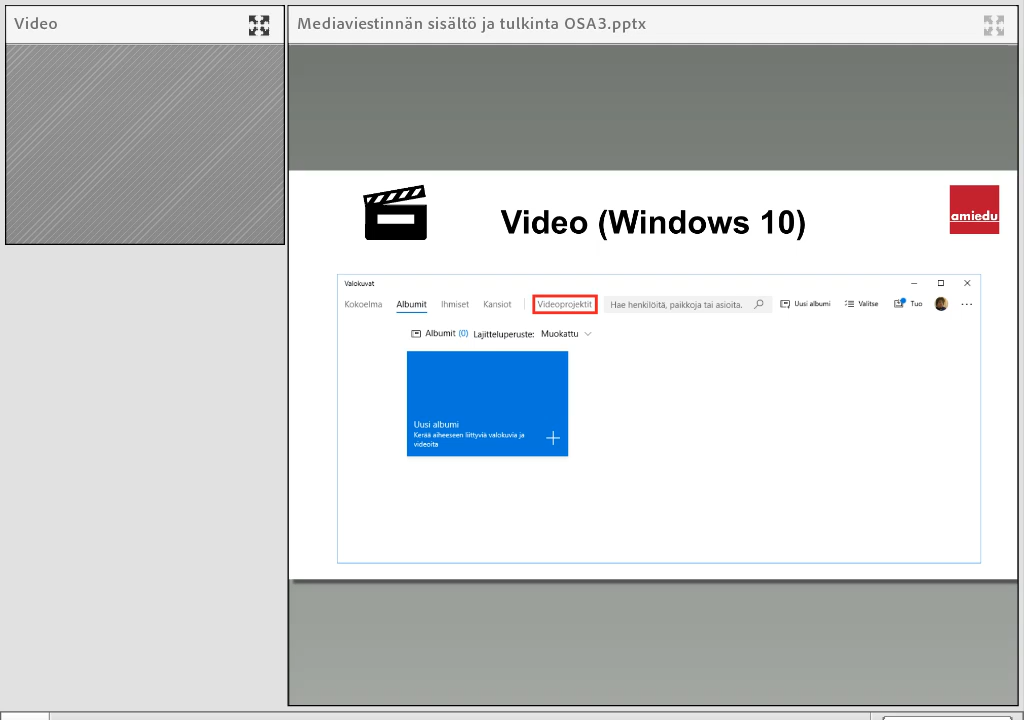 Video
Mediaviestinnän sisältö ja tulkinta OSA3.pptx
Video (Windows 10)
amiedu
Valokuvat
Kokoelma Albumit Ihmiset Kansiot Videoprojektit Hae henkilöitä, paikkoja tai asioita. Uusi albumi Valitse Tuo
Albumit (0) Lajitteluperuste: Muokattu
Uusi albumi
Kerää aiheeseen liittyviä valokuvia ja
videoita